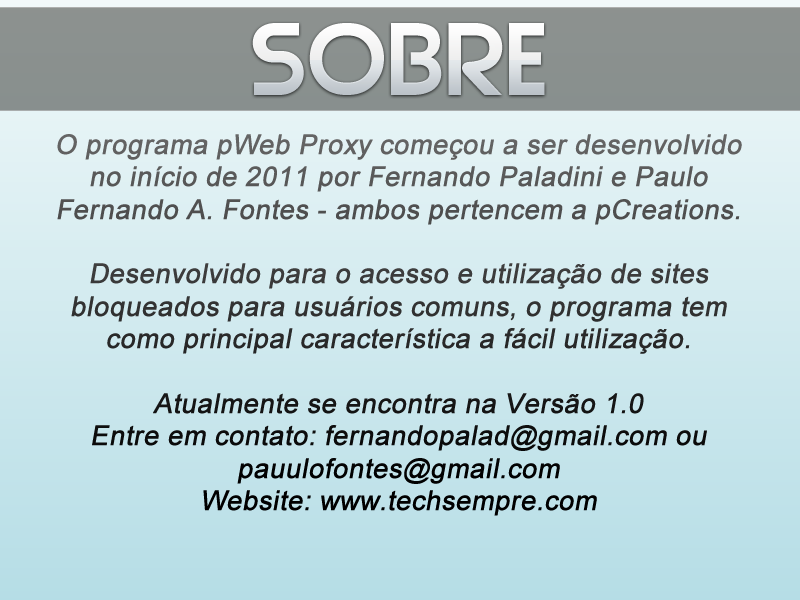 SOBRE
O programa pWeb Proxy começou a ser desenvolvido
no início de 2011 por Fernando Paladini e Paulo
Fernando A. Fontes - ambos pertencem a pCreations.
Desenvolvido para o acesso e utilização de sites
bloqueados para usuários comuns, o programa tem
como principal característica a fácil utilização.
Atualmente se encontra na Versão 1.0
Entre em contato: fernandopalad@gmail.com ou
pauulofontes@gmail.com
Website: www.techsempre.com